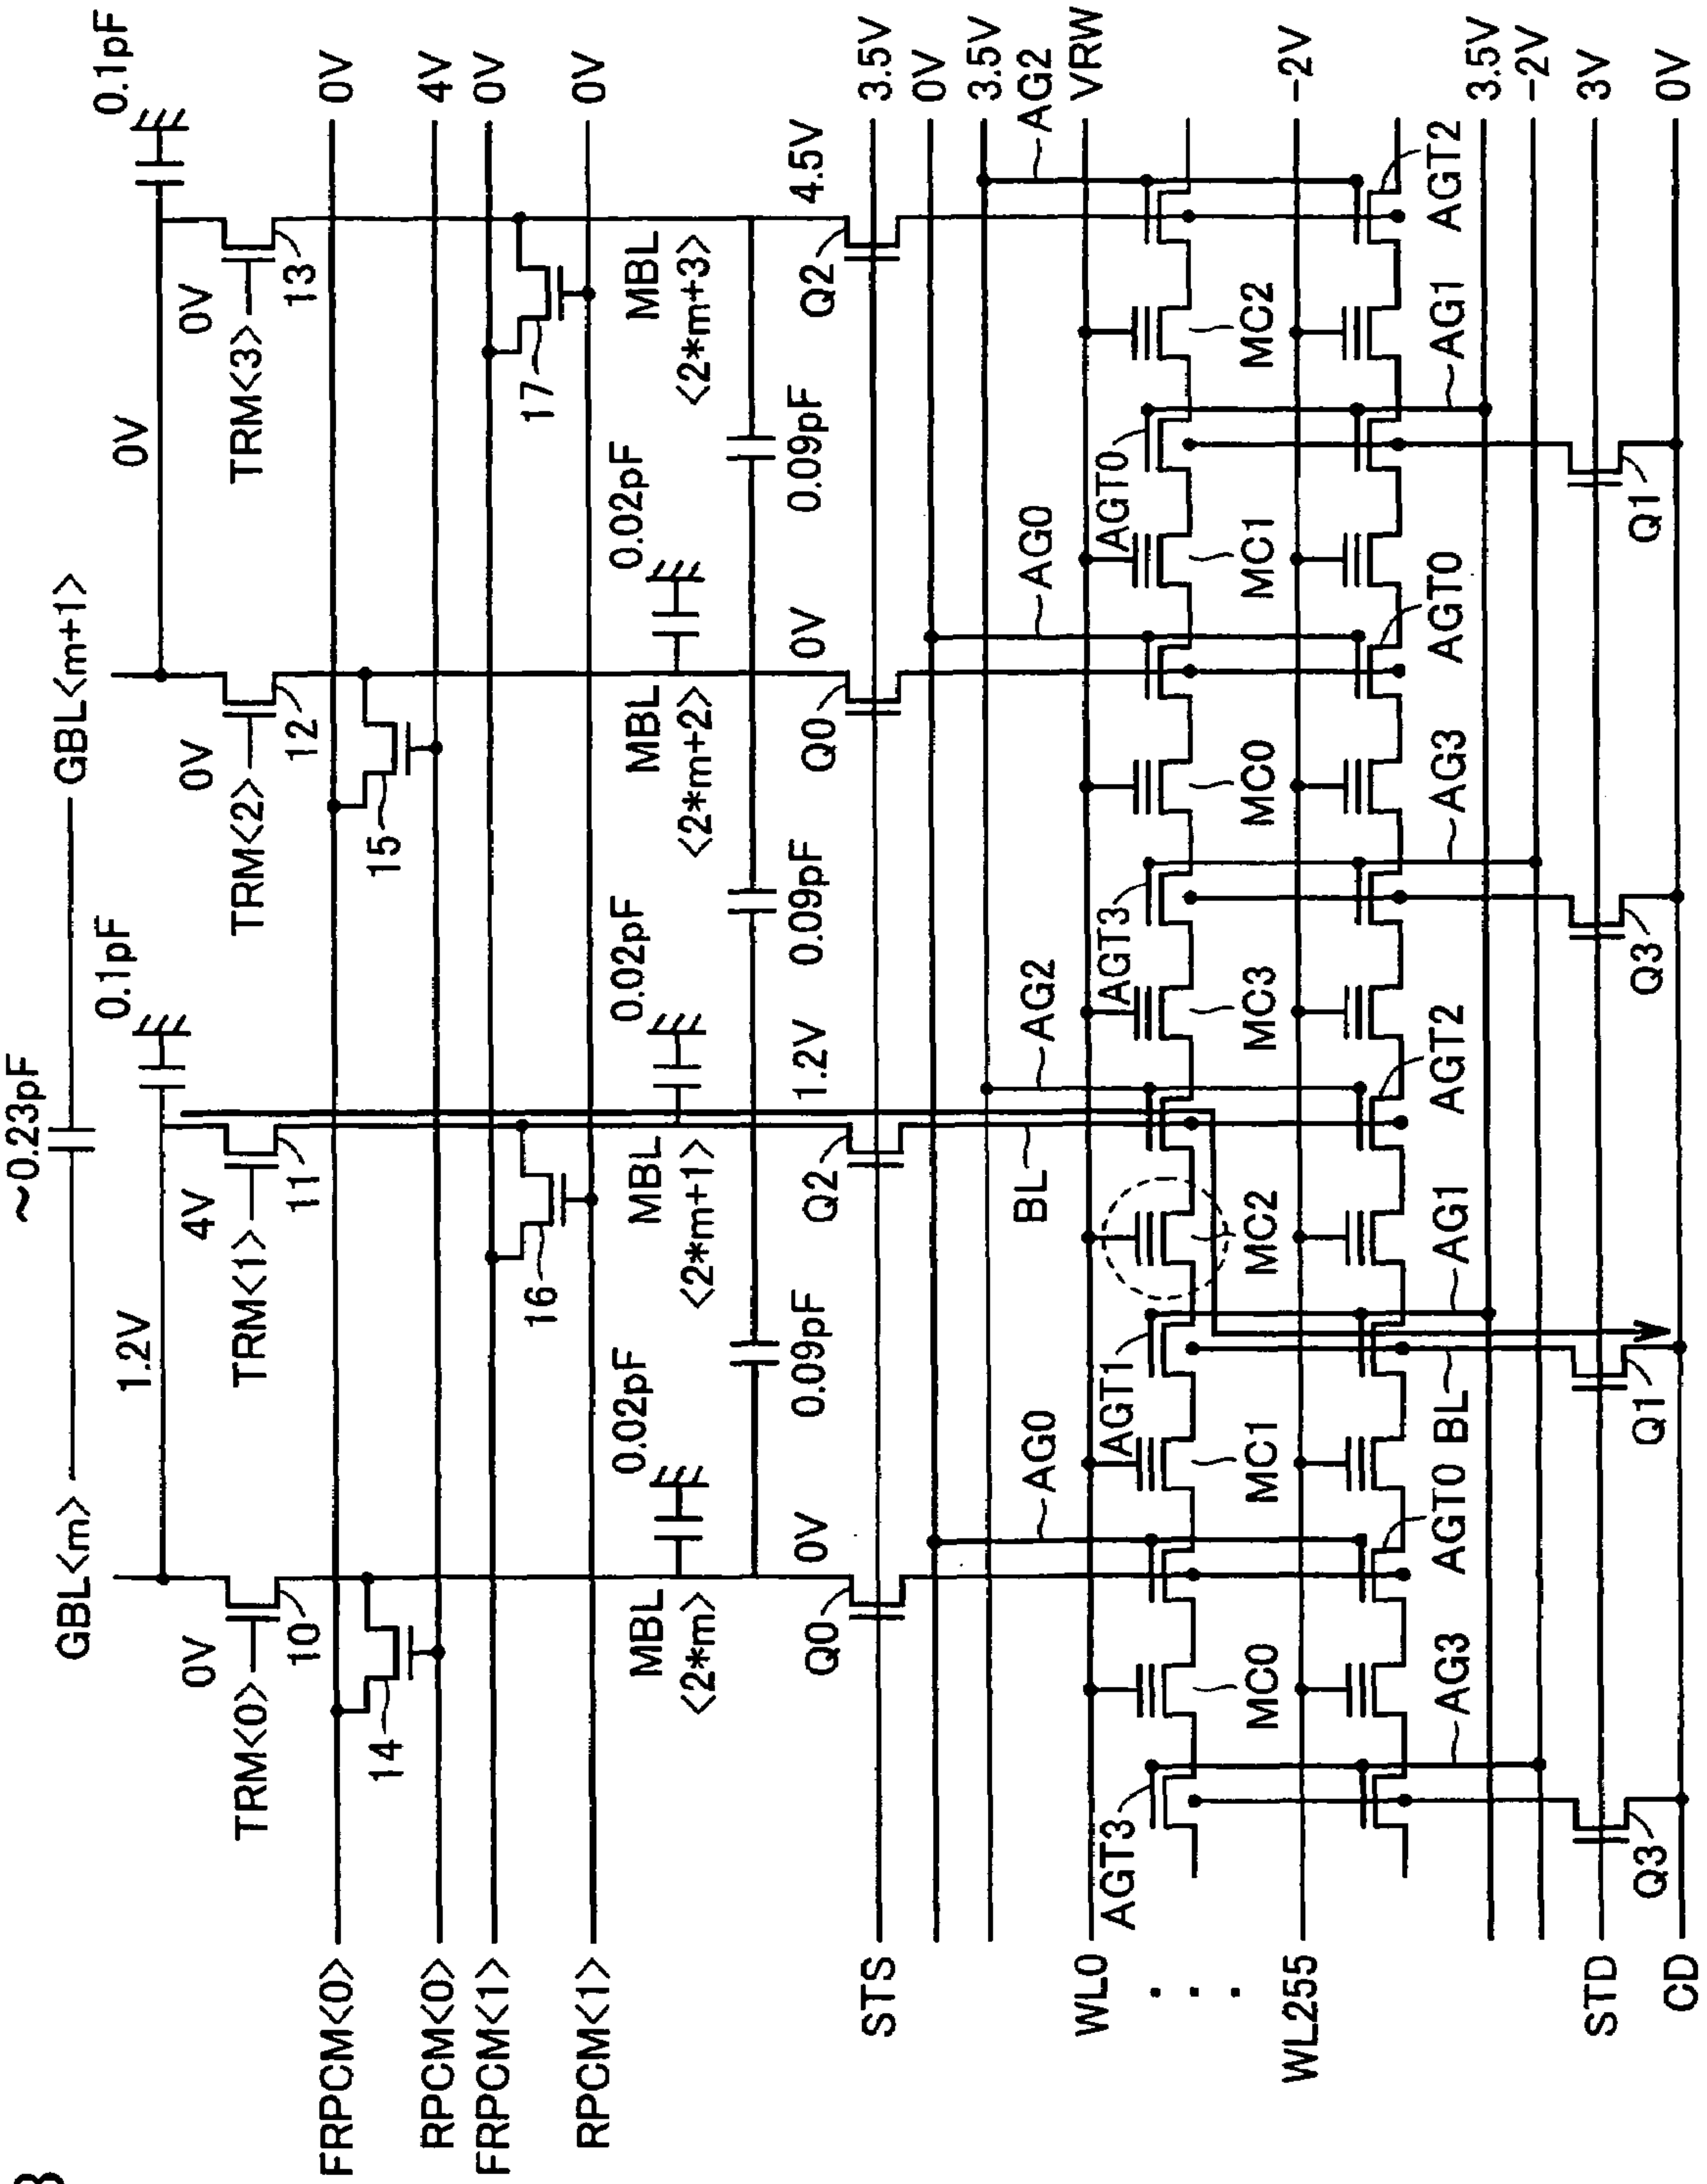 3
~0.23pF
GBL<m>
GBL<m+1>
1.2V
0.1pF
0V
0.1pF
0V
4V
0V
0V
TRM<0>
TRM<1>
TRM<2>
TRM<3>
10
11
12
13
FRPCM<0>
0V
14
15
RPCM<0>
4V
FRPCM<1>
0V
16
17
RPCM<1>
0V
0.02pF
0.02pF
0.02pF
MBL
<2*m>
MBL
<2*m+1>
MBL
<2*m+2>
MBL
<2*m+3>
0.09pF
0.09pF
0.09pF
0V
1.2V
0V
4.5V
Q0
Q2
Q0
Q2
STS
3.5V
0V
3.5V
AG0
BL
AG2
AG0
AG2
WL0
VRW
AGT3
AGT1
AGT3
AGT0
MC0
MC1
MC2
MC3
MC0
MC1
MC2
WL255
-2V
AG3
AGT0
BL
AG1
AGT2
AG3
AGT0
AG1
AGT2
3.5V
-2V
STD
3V
Q3
Q1
Q3
Q1
CD
0V